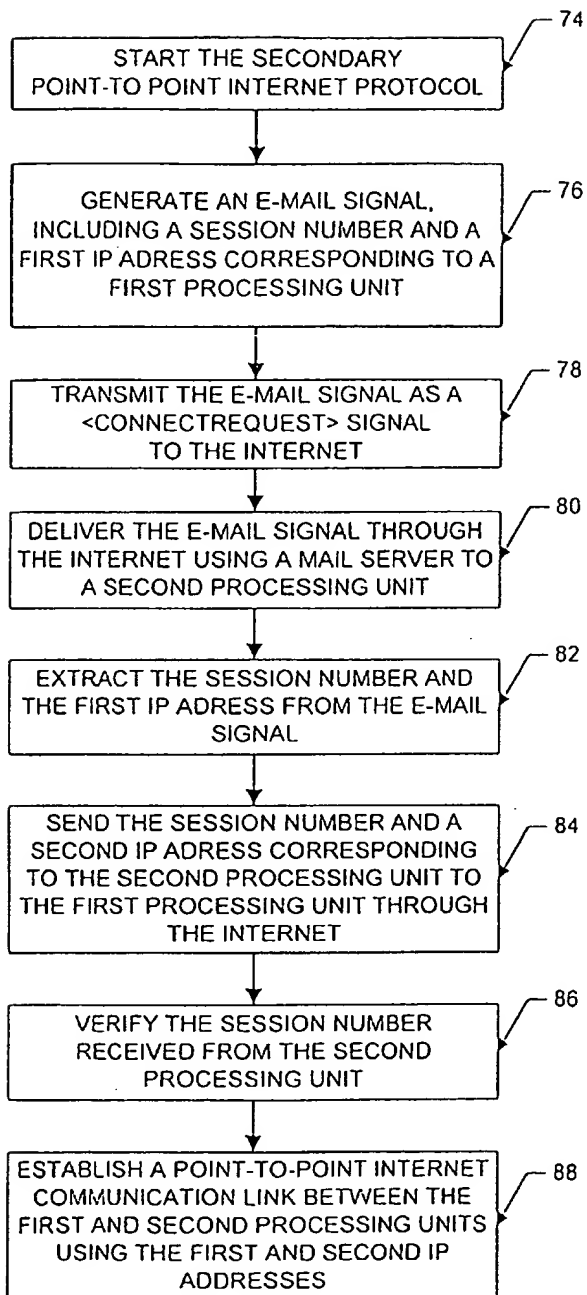 74
START THE SECONDARY
POINT-TO POINT INTERNET PROTOCOL
76
GENERATE AN E-MAIL SIGNAL,
INCLUDING A SESSION NUMBER AND A
FIRST IP ADRESS CORRESPONDING TO A
FIRST PROCESSING UNIT
78
TRANSMIT THE E-MAIL SIGNAL AS A
<CONNECTREQUEST> SIGNAL
TO THE INTERNET
80
DELIVER THE E-MAIL SIGNAL THROUGH
THE INTERNET USING A MAIL SERVER TO
A SECOND PROCESSING UNIT
82
EXTRACT THE SESSION NUMBER AND
THE FIRST IP ADRESS FROM THE E-MAIL
SIGNAL
84
SEND THE SESSION NUMBER AND A
SECOND IP ADRESS CORRESPONDING
TO THE SECOND PROCESSING UNIT TO
THE FIRST PROCESSING UNIT THROUGH
THE INTERNET
86
VERIFY THE SESSION NUMBER
RECEIVED FROM THE SECOND
PROCESSING UNIT
88
ESTABLISH A POINT-TO-POINT INTERNET
COMMUNICATION LINK BETWEEN THE
FIRST AND SECOND PROCESSING UNITS
USING THE FIRST AND SECOND IP
ADDRESSES